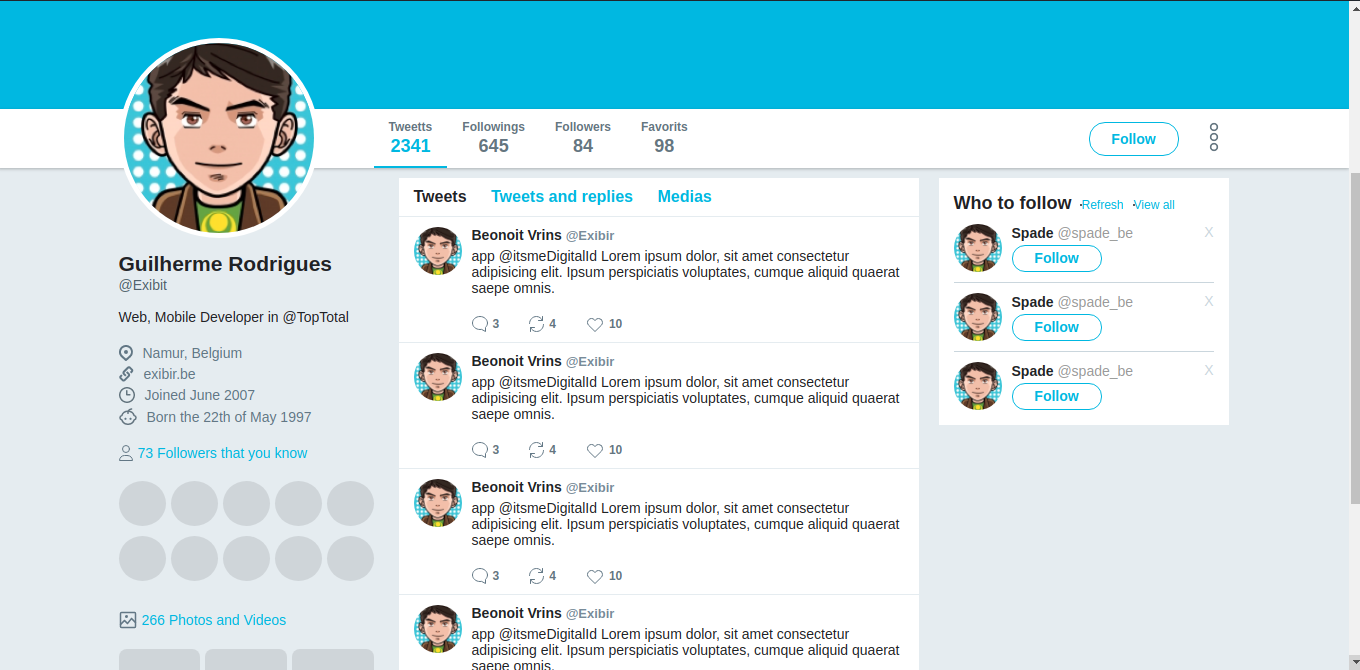 Tweetts Followings Followers Favorits
2341 645 84 98
Follow
Guilherme Rodrigues
@Exibit
Web, Mobile Developer in @TopTotal
Namur, Belgium
exibir.be
Joined June 2007
Born the 22th of May 1997
73 Followers that you know
266 Photos and Videos
Tweets Tweets and replies Medias
Beonoit Vrins @Exibir
app @itsmeDigitalId Lorem ipsum dolor, sit amet consectetur
adipisicing elit. Ipsum perspiciatis voluptates, cumque aliquid quaerat
saepe omnis.
3 4 10
Beonoit Vrins @Exibir
app @itsmeDigitalId Lorem ipsum dolor, sit amet consectetur
adipisicing elit. Ipsum perspiciatis voluptates, cumque aliquid quaerat
saepe omnis.
3 4 10
Beonoit Vrins @Exibir
app @itsmeDigitalId Lorem ipsum dolor, sit amet consectetur
adipisicing elit. Ipsum perspiciatis voluptates, cumque aliquid quaerat
saepe omnis.
3 4 10
Beonoit Vrins @Exibir
app @itsmeDigitalId Lorem ipsum dolor, sit amet consectetur
adipisicing elit. Ipsum perspiciatis voluptates, cumque aliquid quaerat
saepe omnis.
Who to follow ·Refresh ·View all
Spade @spade_be X
Follow
Spade @spade_be X
Follow
Spade @spade_be X
Follow